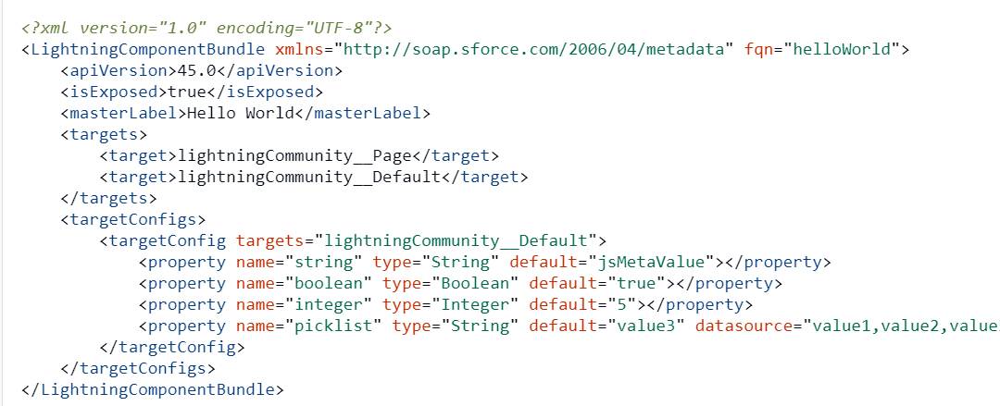 <?xml version="1.0" encoding="UTF-8"?>
<LightningComponentBundle xmlns="http://soap.sforce.com/2006/04/metadata" fqn="helloWorld">
    <apiVersion>45.0</apiVersion>
    <isExposed>true</isExposed>
    <masterLabel>Hello World</masterLabel>
    <targets>
        <target>lightningCommunity__Page</target>
        <target>lightningCommunity__Default</target>
    </targets>
    <targetConfigs>
        <targetConfig targets="lightningCommunity__Default">
            <property name="string" type="String" default="jsMetaValue"></property>
            <property name="boolean" type="Boolean" default="true"></property>
            <property name="integer" type="Integer" default="5"></property>
            <property name="picklist" type="String" default="value3" datasource="value1,value2,value
        </targetConfig>
    </targetConfigs>
</LightningComponentBundle>